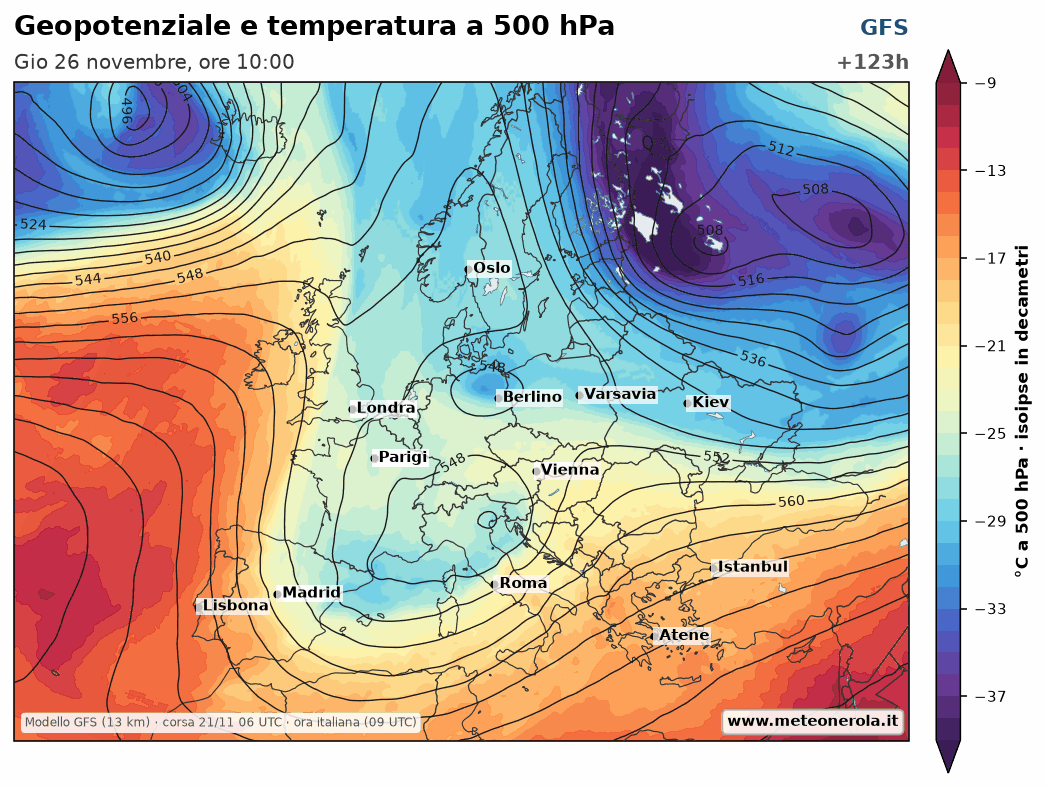 Geopotenziale e temperatura a 500 hPa
GFS
Gio 26 novembre, ore 10:00
+123h
496
504
524
540
544
548
556
512
508
508
516
536
548
548
552
560
Oslo
Londra
Berlino
Varsavia
Kiev
Parigi
Vienna
Istanbul
Roma
Madrid
Lisbona
Atene
Modello GFS (13 km) · corsa 21/11 06 UTC · ora italiana (09 UTC)
www.meteonerola.it
−9
−13
−17
−21
−25
−29
−33
−37
°C a 500 hPa · isoipse in decametri